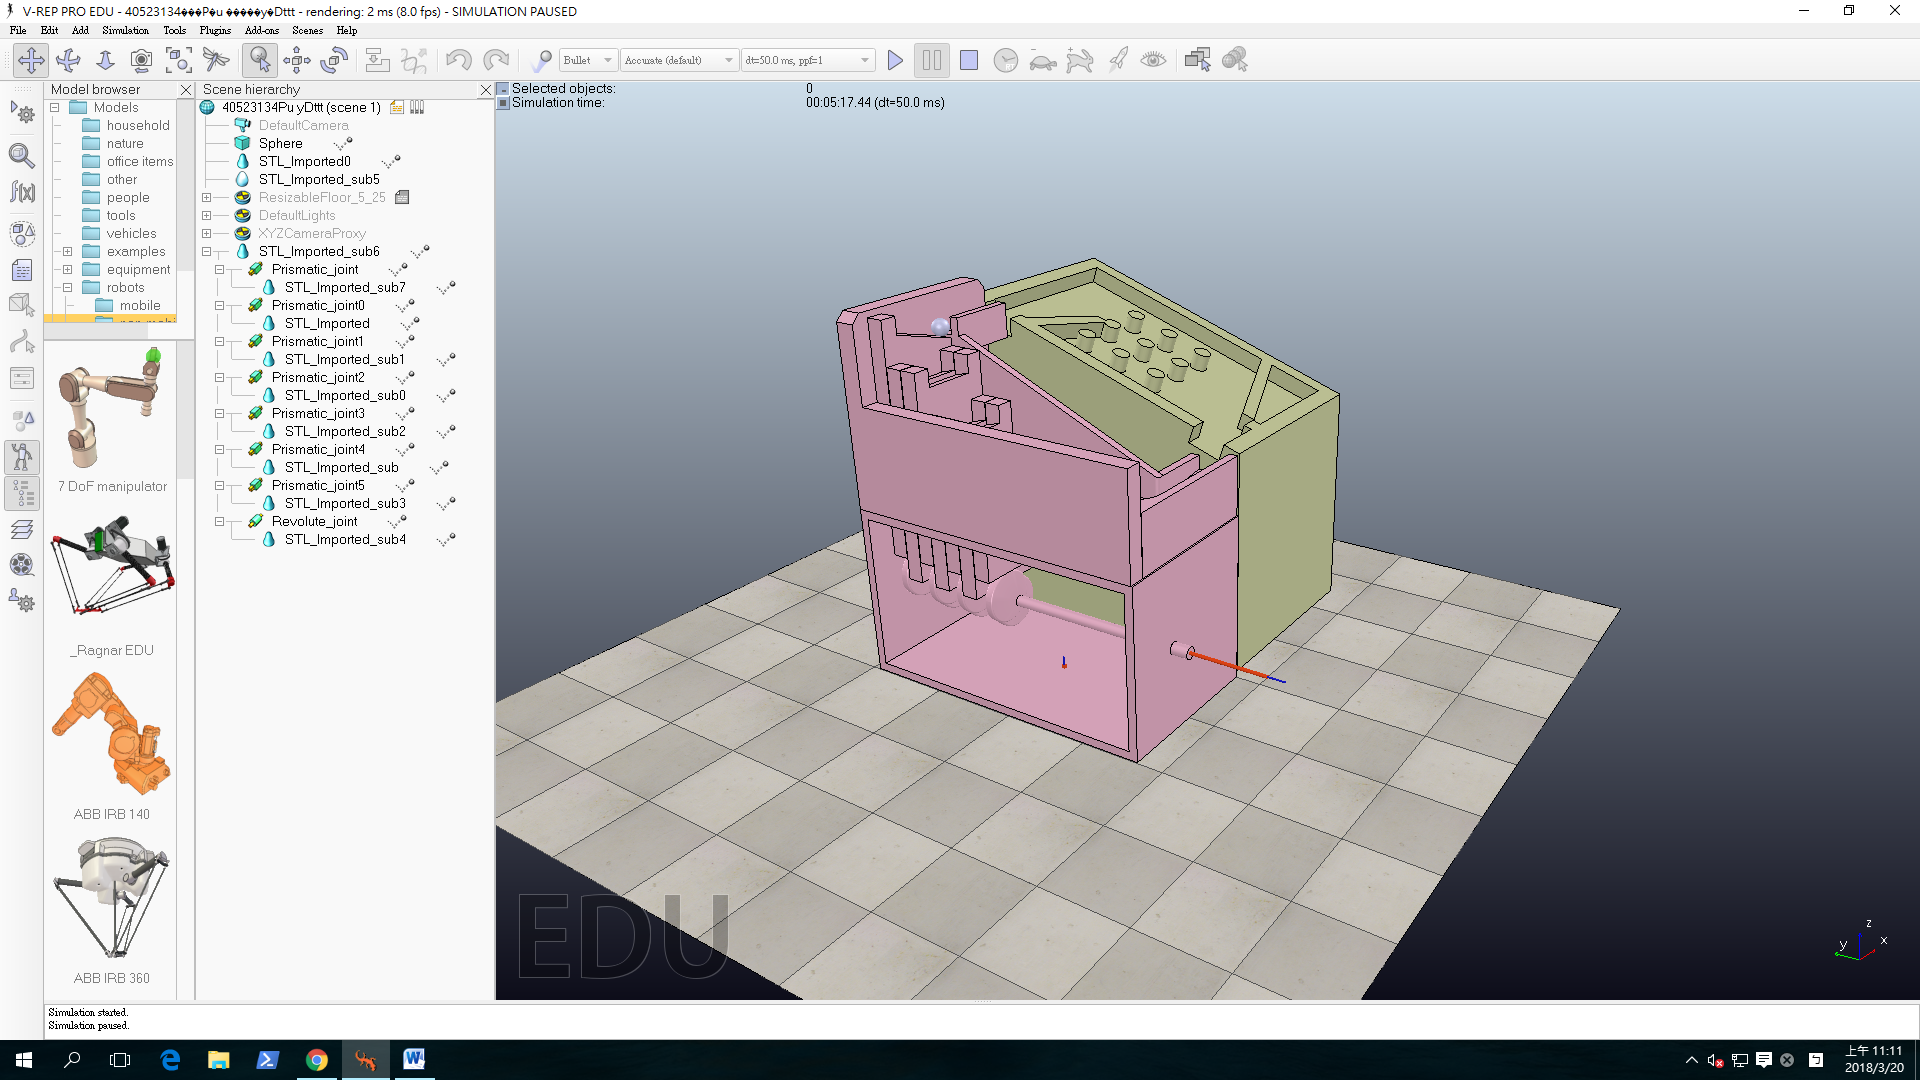 V-REP PRO EDU - 40523134���P�u �����y�Dttt - rendering: 2 ms (8.0 fps) - SIMULATION PAUSED
File Edit Add Simulation Tools Plugins Add-ons Scenes Help
Bullet Accurate (default) dt=50.0 ms, ppf=1
Model browser
Models
household
nature
office items
other
people
tools
vehicles
examples
equipment
robots
mobile
7 DoF manipulator
_Ragnar EDU
ABB IRB 140
ABB IRB 360
Scene hierarchy
40523134Pu yDttt (scene 1)
DefaultCamera
Sphere
STL_Imported0
STL_Imported_sub5
ResizableFloor_5_25
DefaultLights
XYZCameraProxy
STL_Imported_sub6
Prismatic_joint
STL_Imported_sub7
Prismatic_joint0
STL_Imported
Prismatic_joint1
STL_Imported_sub1
Prismatic_joint2
STL_Imported_sub0
Prismatic_joint3
STL_Imported_sub2
Prismatic_joint4
STL_Imported_sub
Prismatic_joint5
STL_Imported_sub3
Revolute_joint
STL_Imported_sub4
Selected objects: 0
Simulation time: 00:05:17.44 (dt=50.0 ms)
EDU
z
y
x
Simulation started.
Simulation paused.
上午 11:11
2018/3/20